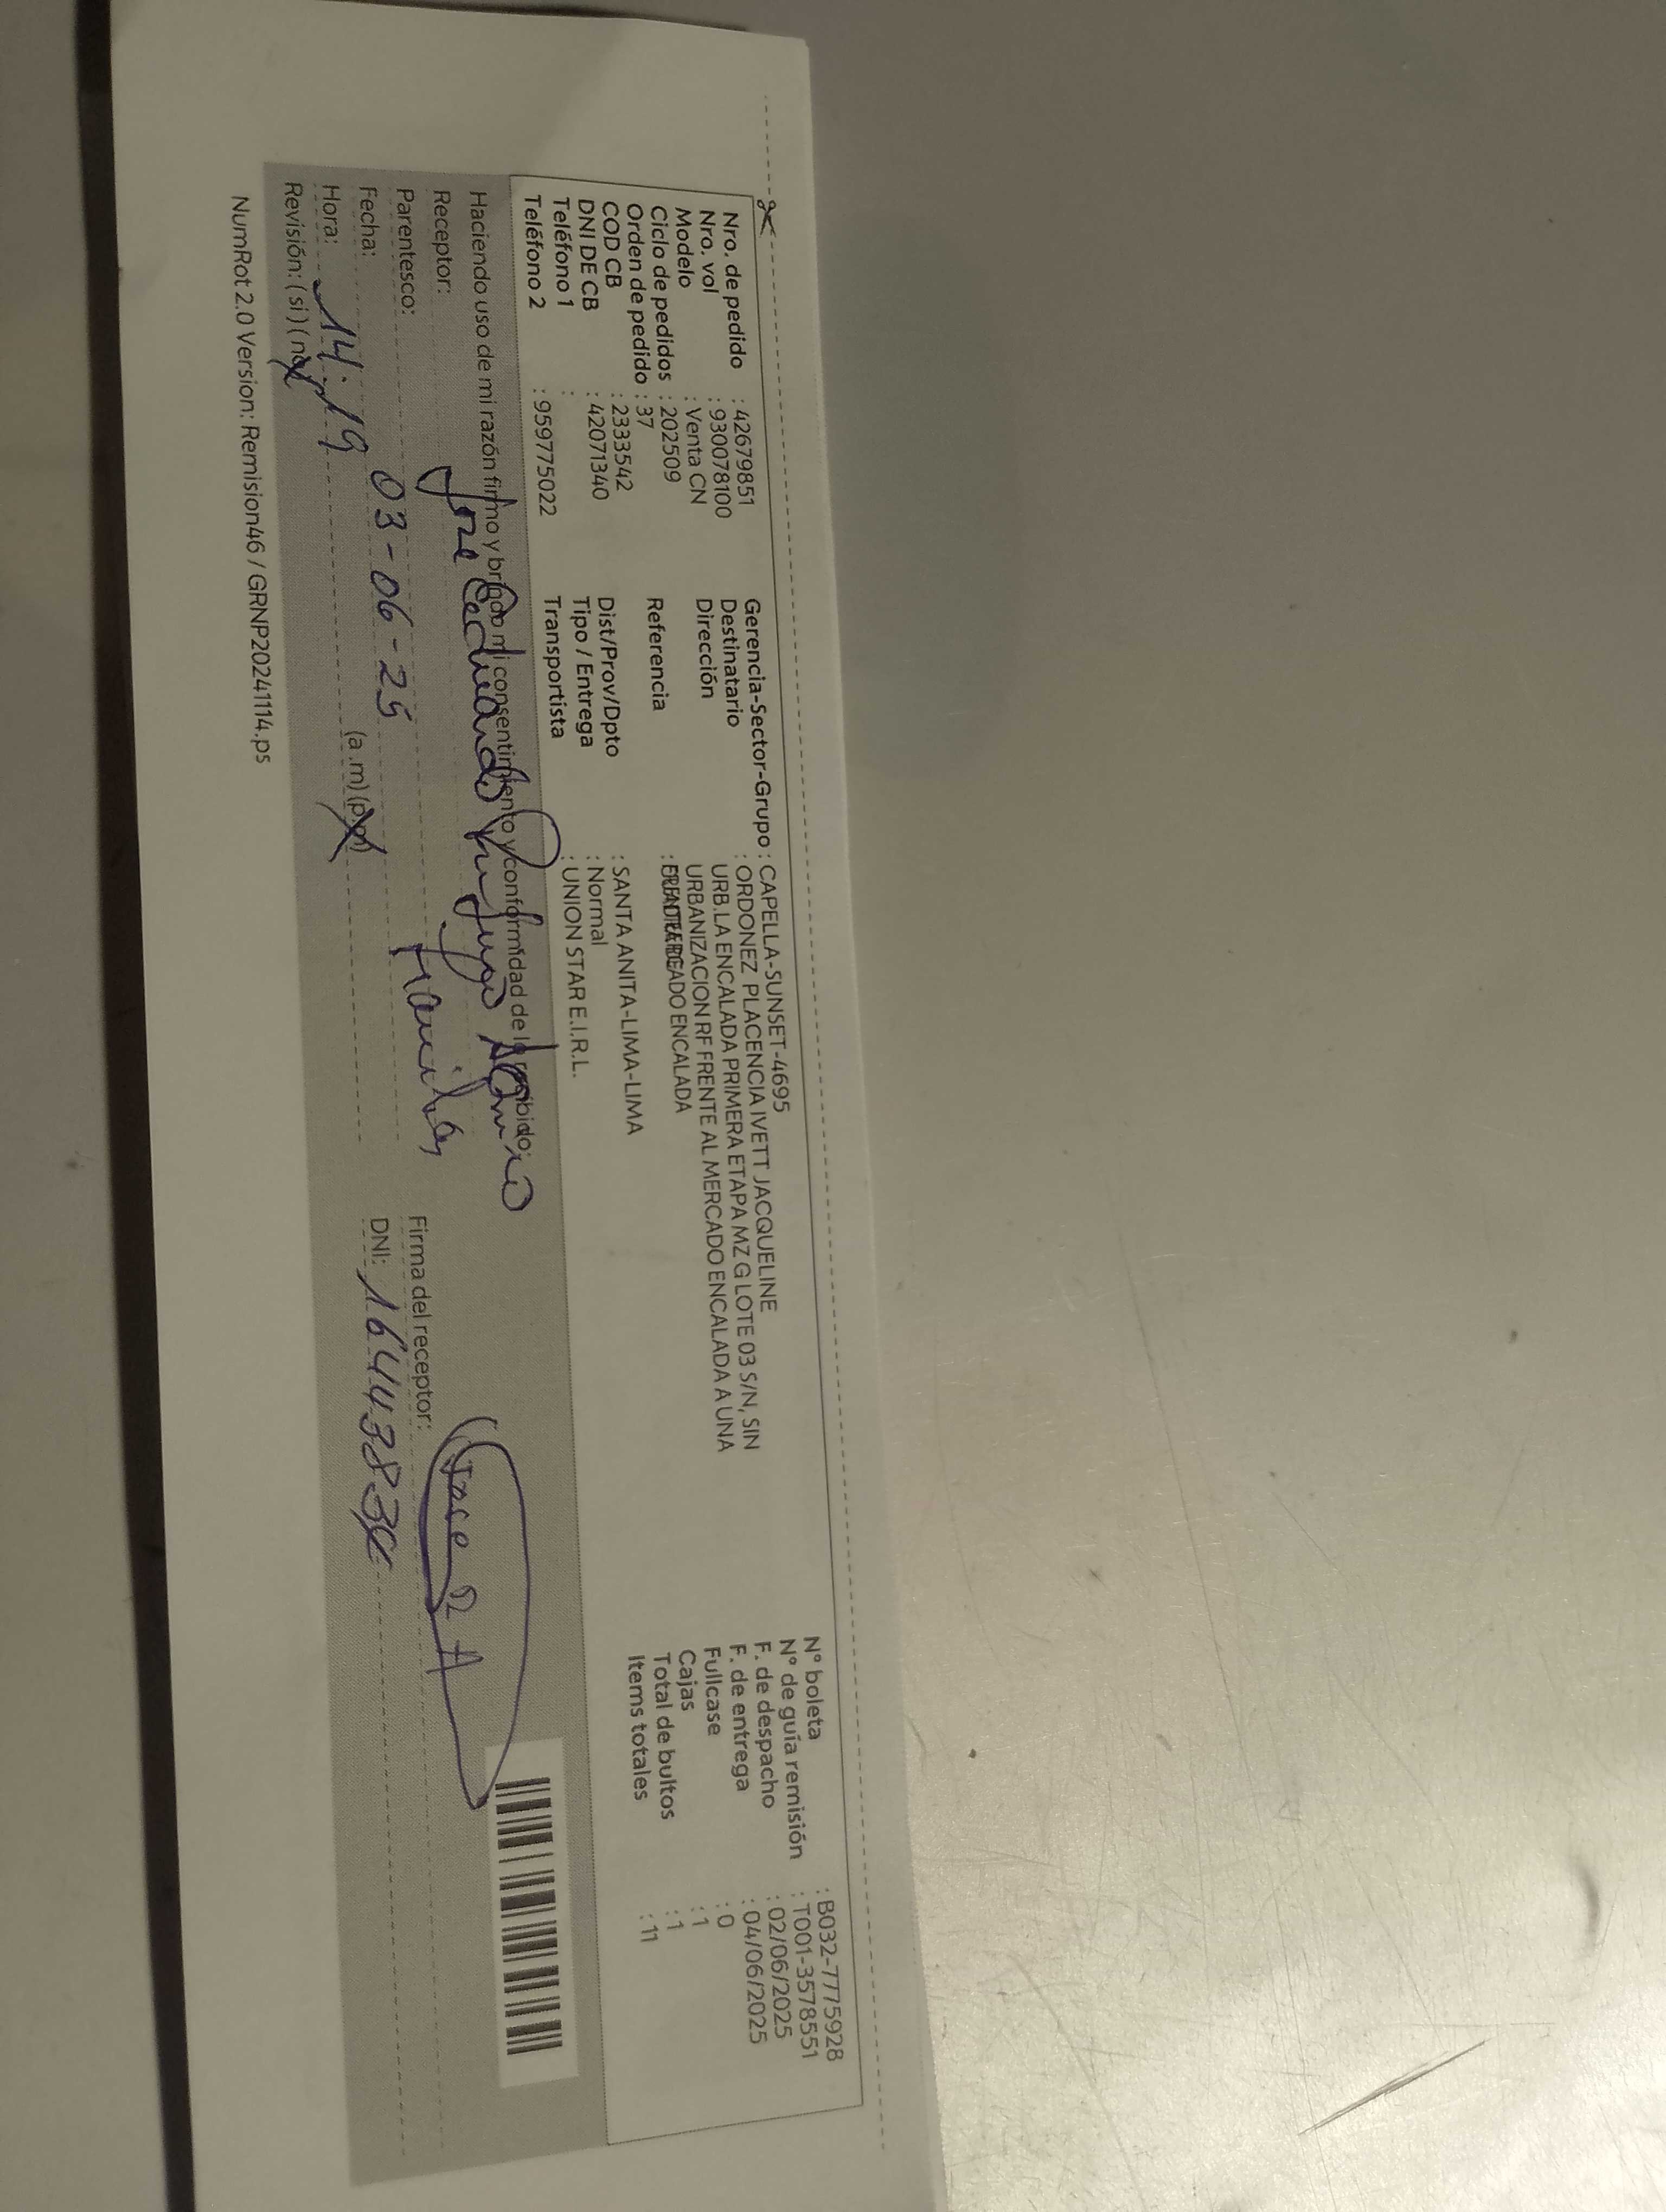 Nro. de pedido : 42679851
Nro. vol : 930078100
Modelo : Venta CN
Ciclo de pedidos : 202509
Orden de pedido : 37
COD CB : 2333542
DNI DE CB : 42071340
Teléfono 1 :
Teléfono 2 : 959775022
Gerencia-Sector-Grupo : CAPELLA-SUNSET-4695
Destinatario : ORDONEZ PLACENCIA IVETT JACQUELINE
Dirección URB.LA ENCALADA PRIMERA ETAPA MZ G LOTE 03 S/N, SIN
URBANIZACION RF FRENTE AL MERCADO ENCALADA A UNA
Referencia : MERCADO ENCALADA
Dist/Prov/Dpto : SANTA ANITA-LIMA-LIMA
Tipo / Entrega : Normal
Transportista : UNION STAR E.I.R.L.
N° boleta : B032-7775928
N° de guía remisión : T001-3578551
F. de despacho : 02/06/2025
F. de entrega : 04/06/2025
Fullcase : 0
Cajas : 1
Total de bultos : 1
Items totales : 11
Haciendo uso de mi razón firmo y brindo mi consentimiento y conformidad de lo recibido:
Receptor: Jose
Parentesco: Familiar
Fecha: 03-06-25
Hora: 14:19 (a.m) (p.m)
Revisión: ( si ) ( no )
Firma del receptor: Jose
DNI: 1644383
NumRot 2.0 Version: Remision46 / GRNP20241114.ps